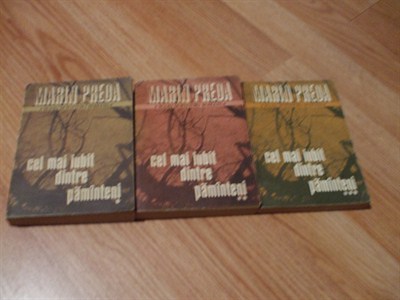 MARIN PREDA
cel mai iubit
dintre
pămînteni
*
MARIN PREDA
cel mai iubit
dintre
pămînteni
**
MARIN PREDA
cel mai iubit
dintre
pămînteni
***